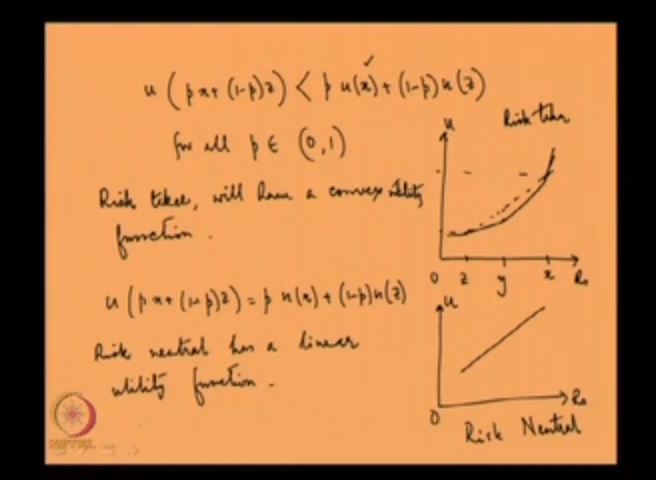 u (p x + (1-p) z) < p u(x) + (1-p) u(z)
for all p ∈ (0,1)
Risk taker, will have a convex utility
function.
u (p x + (1-p) z) = p u(x) + (1-p) u(z)
Risk neutral has a linear
utility function.
u
Risk taker
0 z y x Rs
u
0 Rs
Risk Neutral
NPTEL